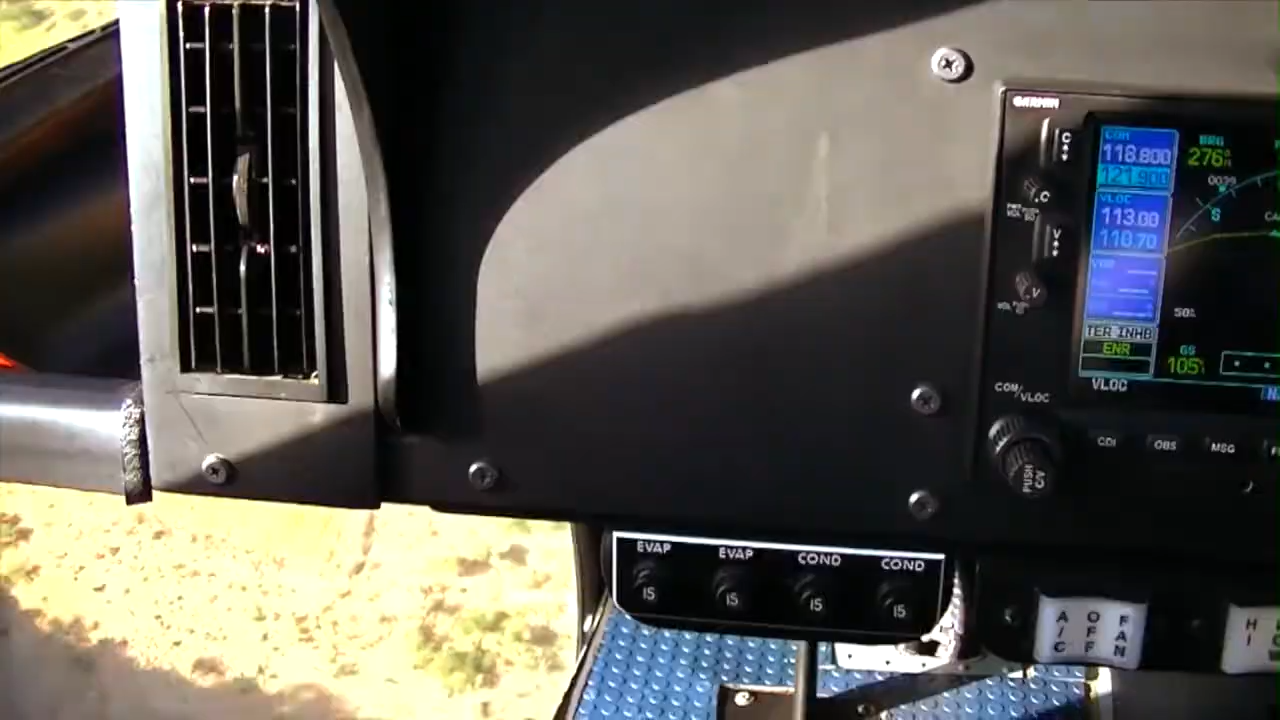 GARMIN
COM
118.800
121.900
VLOC
113.00
110.70
TER INHB
ENR
VLOC
BRG
276
0039
S
GS
105
C
C
V
V
COM/VLOC
PUSH
C/V
CDI
OBS
MSG
EVAP
EVAP
COND
COND
15
15
15
15
A/C
OFF
FAN
HI